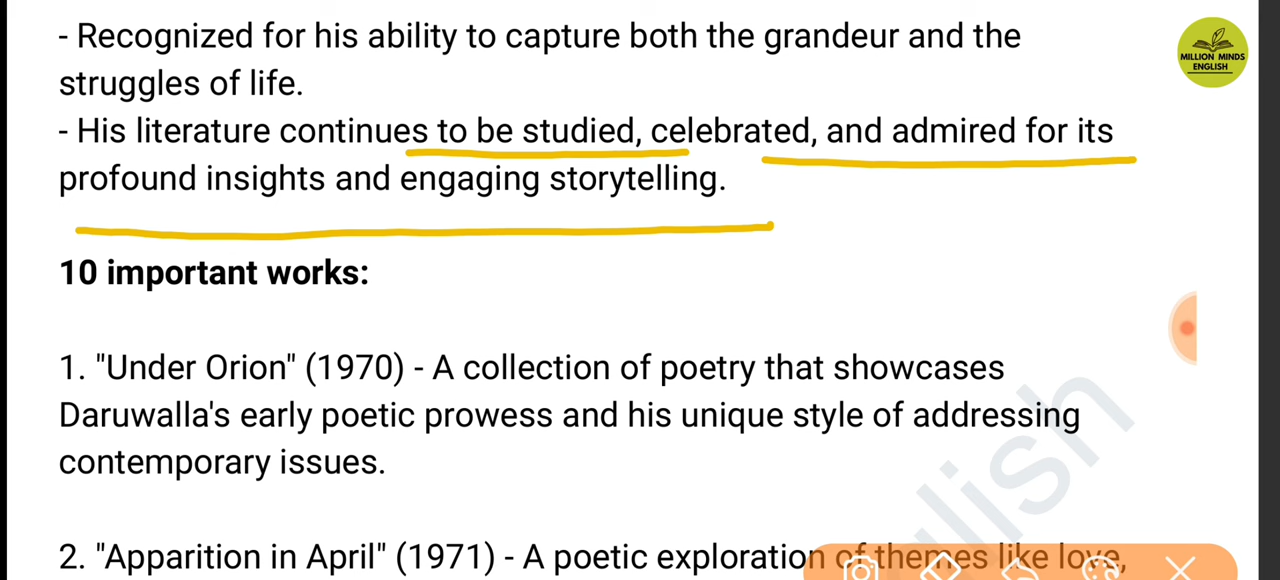 - Recognized for his ability to capture both the grandeur and the
struggles of life.
- His literature continues to be studied, celebrated, and admired for its
profound insights and engaging storytelling.
MILLION MINDS
ENGLISH
10 important works:
1. "Under Orion" (1970) - A collection of poetry that showcases
Daruwalla's early poetic prowess and his unique style of addressing
contemporary issues.
2. "Apparition in April" (1971) - A poetic exploration of themes like love,